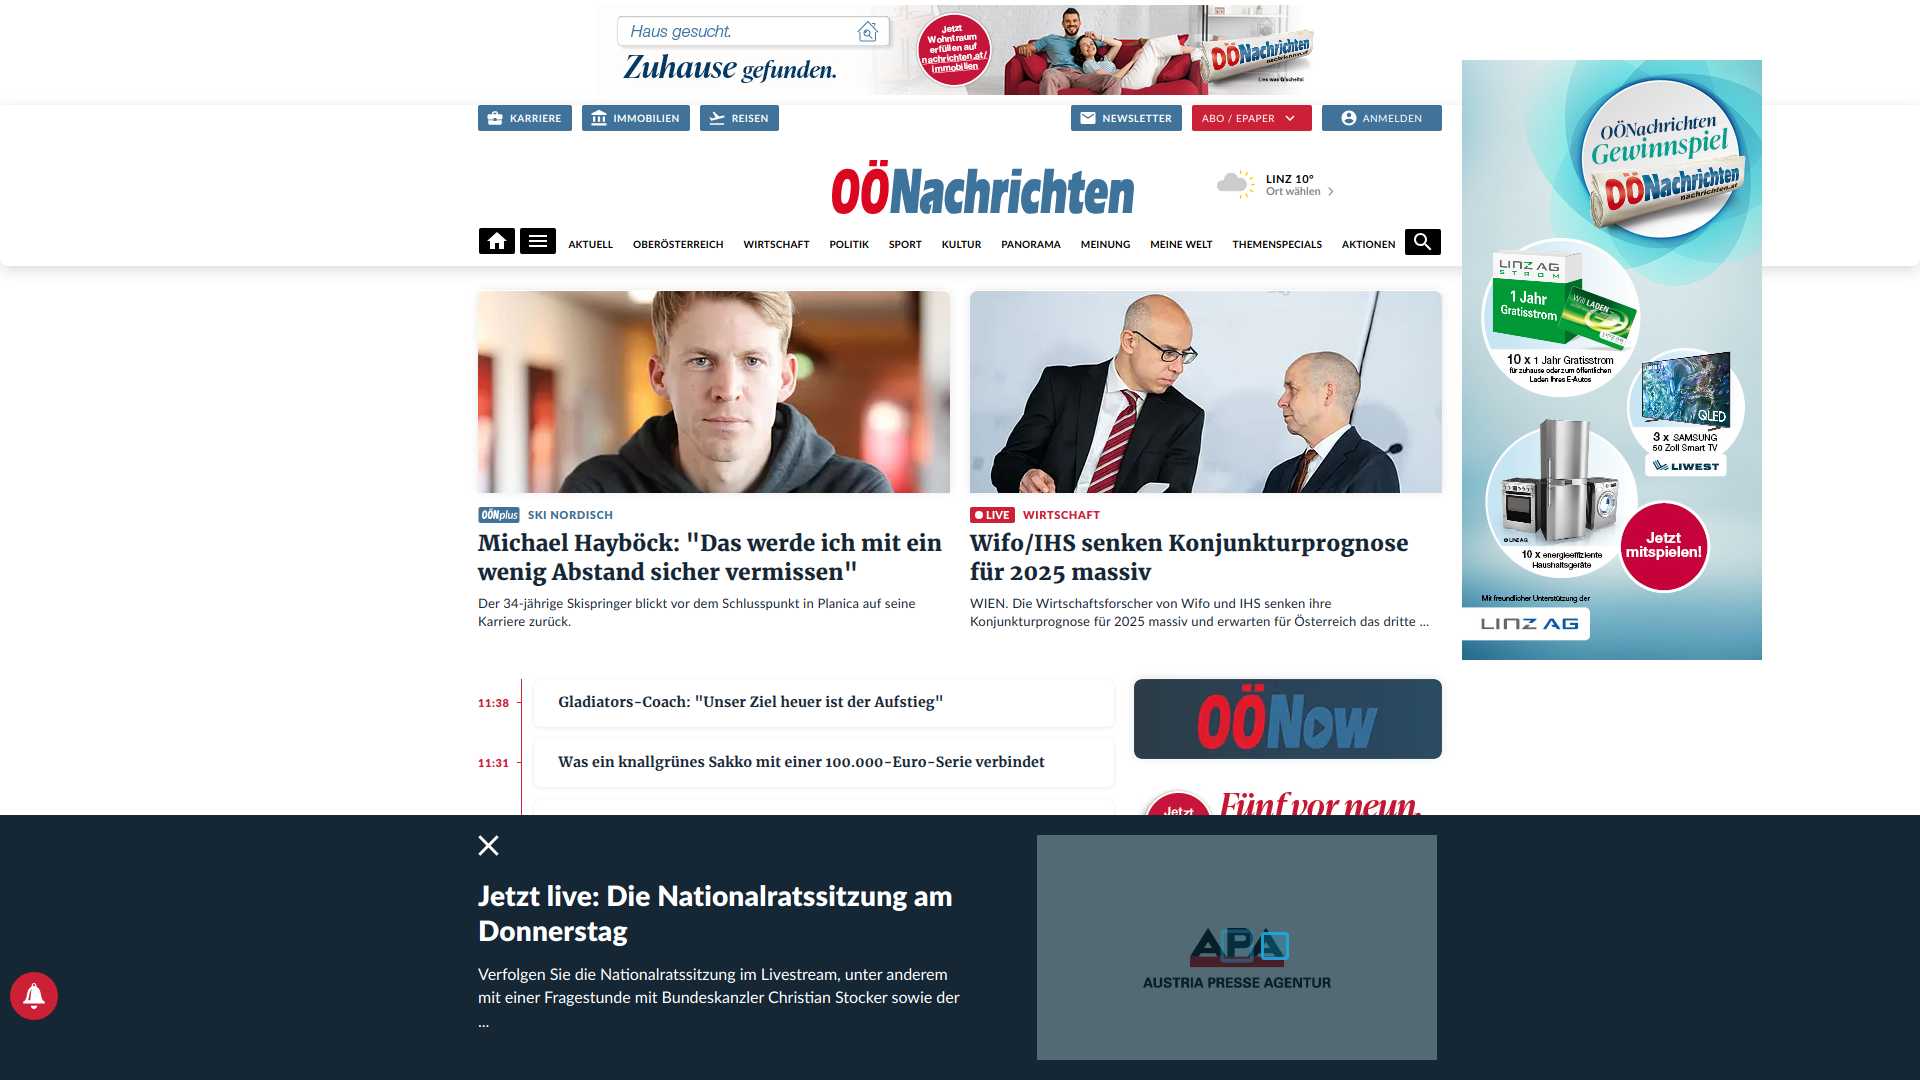 Haus gesucht.
Zuhause gefunden.
Jetzt
Wohntraum
erfüllen auf
nachrichten.at/
immobilien
OÖNachrichten
Lies was G'scheits!
KARRIERE
IMMOBILIEN
REISEN
NEWSLETTER
ABO / EPAPER
ANMELDEN
OÖNachrichten
LINZ 10°
Ort wählen
AKTUELL
OBERÖSTERREICH
WIRTSCHAFT
POLITIK
SPORT
KULTUR
PANORAMA
MEINUNG
MEINE WELT
THEMENSPECIALS
AKTIONEN
OÖNplus SKI NORDISCH
Michael Hayböck: "Das werde ich mit ein
wenig Abstand sicher vermissen"
Der 34-jährige Skispringer blickt vor dem Schlusspunkt in Planica auf seine
Karriere zurück.
LIVE WIRTSCHAFT
Wifo/IHS senken Konjunkturprognose
für 2025 massiv
WIEN. Die Wirtschaftsforscher von Wifo und IHS senken ihre
Konjunkturprognose für 2025 massiv und erwarten für Österreich das dritte ...
11:38 Gladiators-Coach: "Unser Ziel heuer ist der Aufstieg"
11:31 Was ein knallgrünes Sakko mit einer 100.000-Euro-Serie verbindet
OÖNow
Jetzt
Fünf vor neun.
OÖNachrichten
Gewinnspiel
OÖNachrichten
nachrichten.at
LINZ AG
STROM
1 Jahr
Gratisstrom
Will LADEN
10 x 1 Jahr Gratisstrom
für zuhause oder zum öffentlichen
Laden Ihres E-Autos
QLED
3 x SAMSUNG
50 Zoll Smart TV
LIWEST
© LINZ AG
10 x energieeffiziente
Haushaltsgeräte
Jetzt
mitspielen!
Mit freundlicher Unterstützung der
LINZ AG
Jetzt live: Die Nationalratssitzung am
Donnerstag
Verfolgen Sie die Nationalratssitzung im Livestream, unter anderem
mit einer Fragestunde mit Bundeskanzler Christian Stocker sowie der
...
APA
AUSTRIA PRESSE AGENTUR